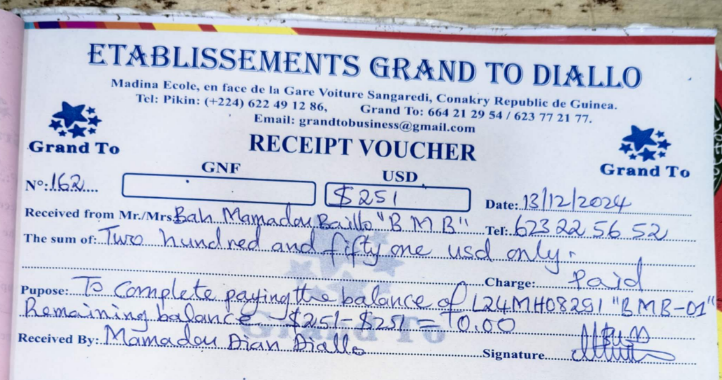 ETABLISSEMENTS GRAND TO DIALLO
Madina Ecole, en face de la Gare Voiture Sangaredi, Conakry Republic de Guinea.
Tel: Pikin: (+224) 622 49 12 86, Grand To: 664 21 29 54 / 623 77 21 77.
Email: grandtobusiness@gmail.com
Grand To
RECEIPT VOUCHER
Grand To
GNF USD
Nº: 162 $251 Date: 13/12/2024
Received from Mr./Mrs Bah Mamadou Baillo "BMB" Tel: 623 22 56 52
The sum of: Two hundred and fifty one usd only.
Charge: Paid
Pupose: To Complete paying the balance of L24MH08251 "BMB-01"
Remaining balance $251-$251 = 0.00
Grand To
Received By: Mamadou Dian Diallo Signature